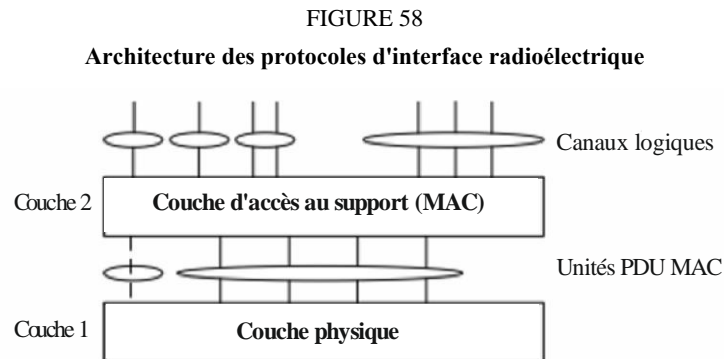 FIGURE 58
Architecture des protocoles d'interface radioélectrique
Canaux logiques
Couche 2
Couche d'accès au support (MAC)
Unités PDU MAC
Couche 1
Couche physique